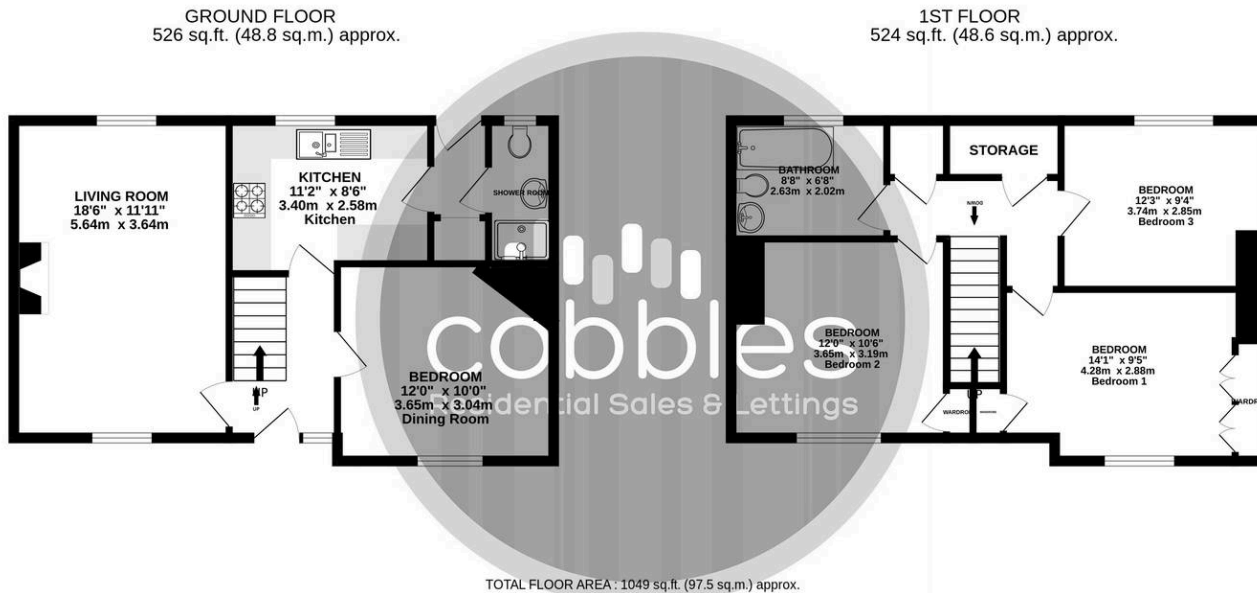 GROUND FLOOR
526 sq.ft. (48.8 sq.m.) approx.
LIVING ROOM
18'6" x 11'11"
5.64m x 3.64m
KITCHEN
11'2" x 8'6"
3.40m x 2.58m
Kitchen
SHOWER ROOM
UP
UP
BEDROOM
12'0" x 10'0"
3.65m x 3.04m
Dining Room
1ST FLOOR
524 sq.ft. (48.6 sq.m.) approx.
BATHROOM
8'8" x 6'8"
2.63m x 2.02m
STORAGE
DOWN
BEDROOM
12'3" x 9'4"
3.74m x 2.85m
Bedroom 3
BEDROOM
12'0" x 10'6"
3.65m x 3.19m
Bedroom 2
BEDROOM
14'1" x 9'5"
4.28m x 2.88m
Bedroom 1
UP
WARDRO
WARDR
cobbles
Residential Sales & Lettings
TOTAL FLOOR AREA : 1049 sq.ft. (97.5 sq.m.) approx.